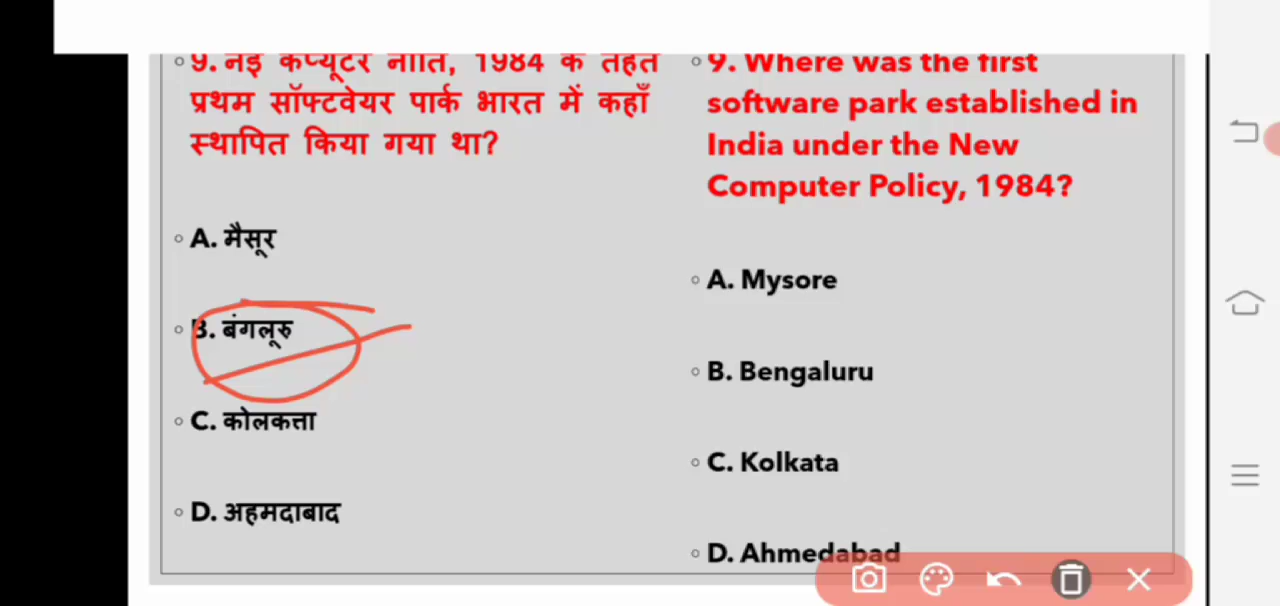 9. नई कंप्यूटर नीति, 1984 के तहत
प्रथम सॉफ्टवेयर पार्क भारत में कहाँ
स्थापित किया गया था?
A. मैसूर
B. बंगलूरु
C. कोलकत्ता
D. अहमदाबाद
9. Where was the first
software park established in
India under the New
Computer Policy, 1984?
A. Mysore
B. Bengaluru
C. Kolkata
D. Ahmedabad